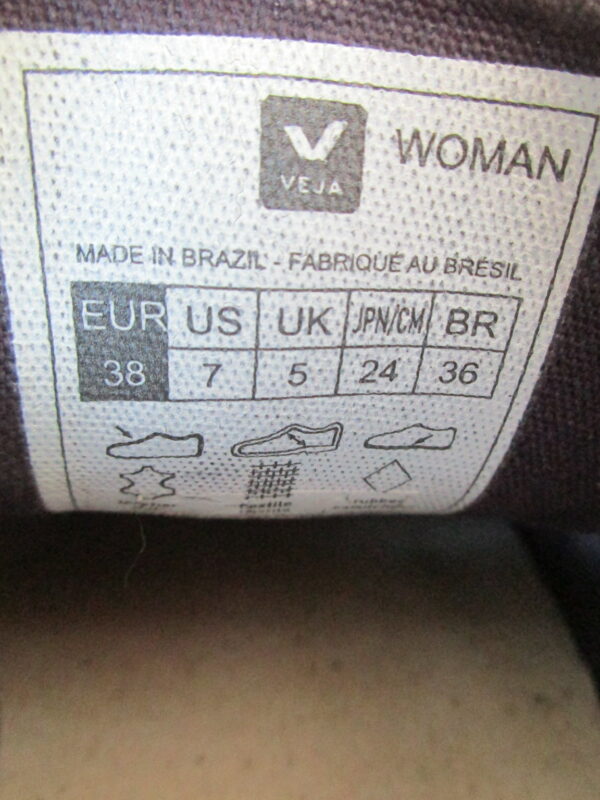 VEJA
WOMAN
MADE IN BRAZIL - FABRIQUÉ AU BRESIL
EUR US UK JPN/CM BR
38 7 5 24 36
rubber